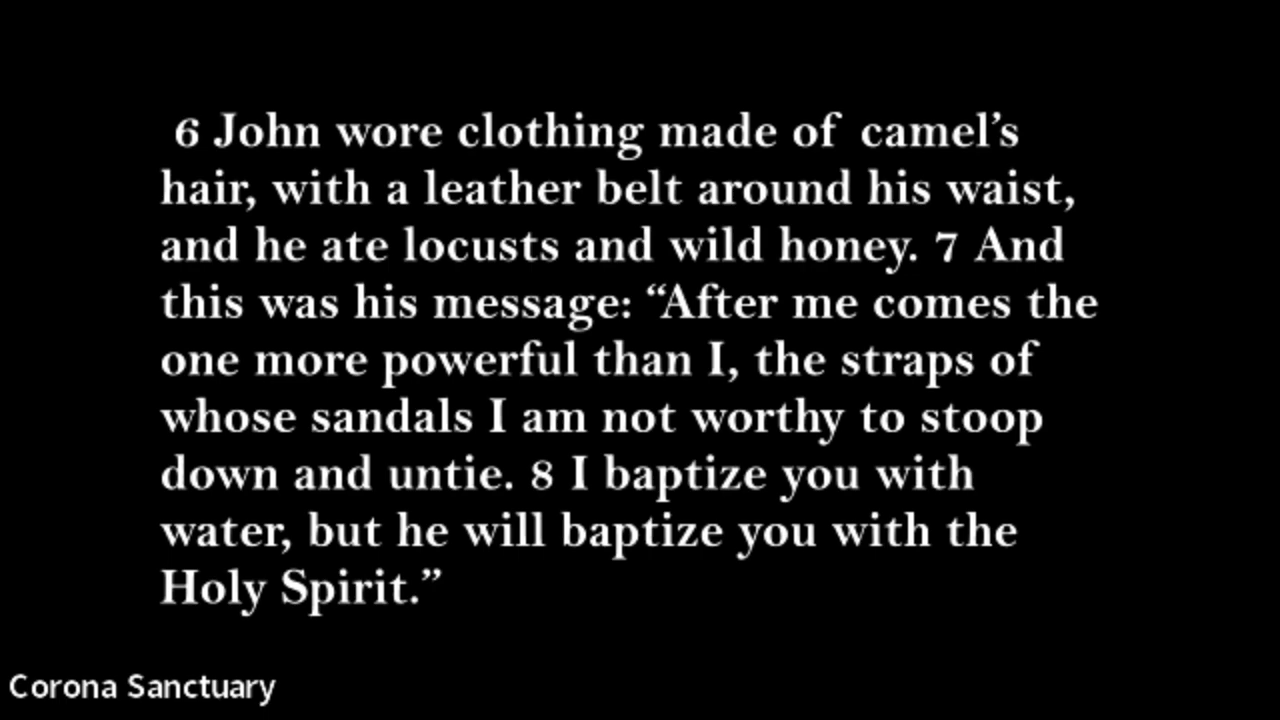 6 John wore clothing made of camel’s
hair, with a leather belt around his waist,
and he ate locusts and wild honey. 7 And
this was his message: “After me comes the
one more powerful than I, the straps of
whose sandals I am not worthy to stoop
down and untie. 8 I baptize you with
water, but he will baptize you with the
Holy Spirit.”
Corona Sanctuary